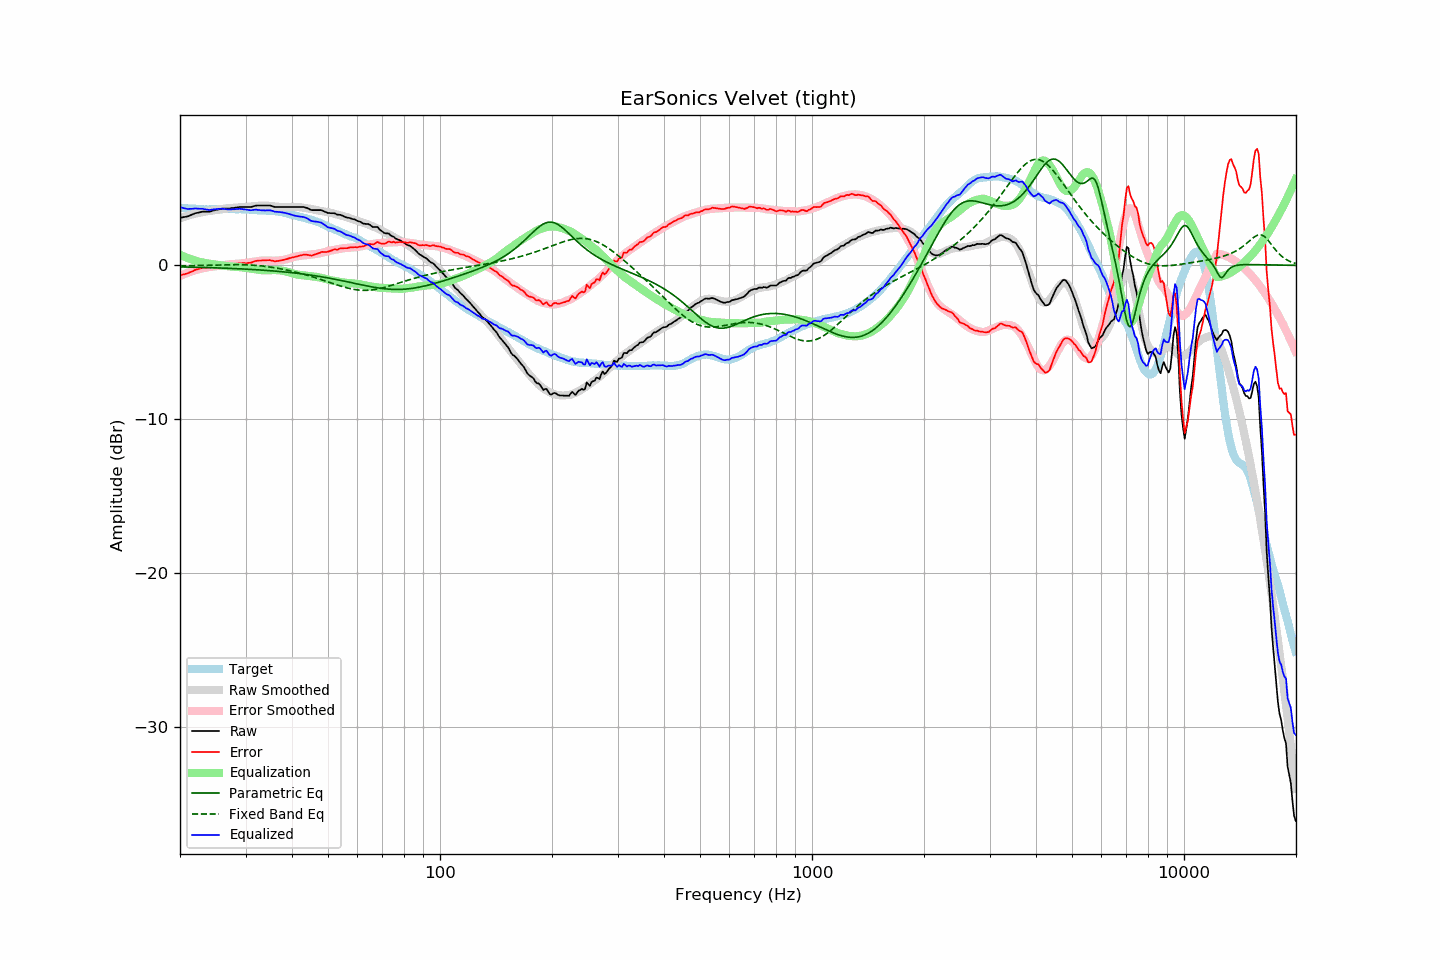 EarSonics Velvet (tight)
Amplitude (dBr)
0
−10
−20
−30
Target
Raw Smoothed
Error Smoothed
Raw
Error
Equalization
Parametric Eq
Fixed Band Eq
Equalized
100
1000
10000
Frequency (Hz)